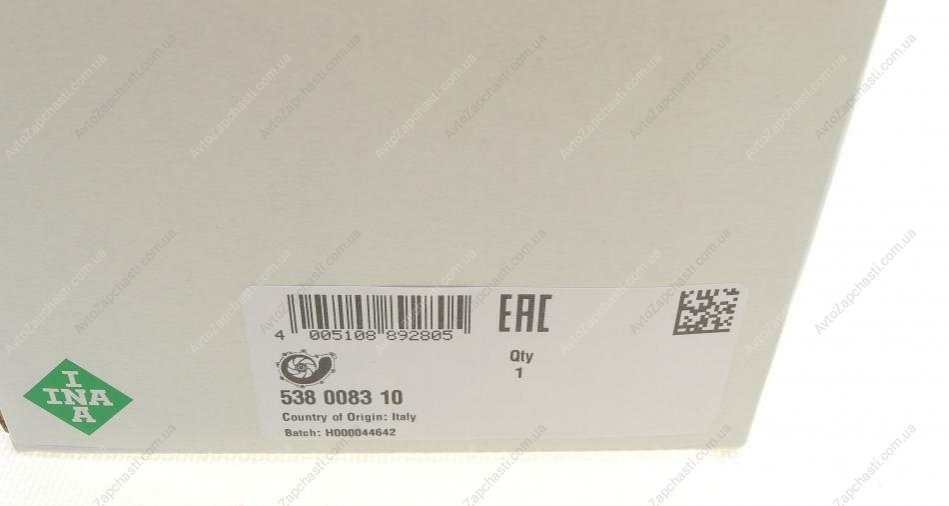 4 005108 892805
EAC
Qty
1
538 0083 10
Country of Origin: Italy
Batch: H000044642
INA
INA
AvtoZapchasti.com.ua